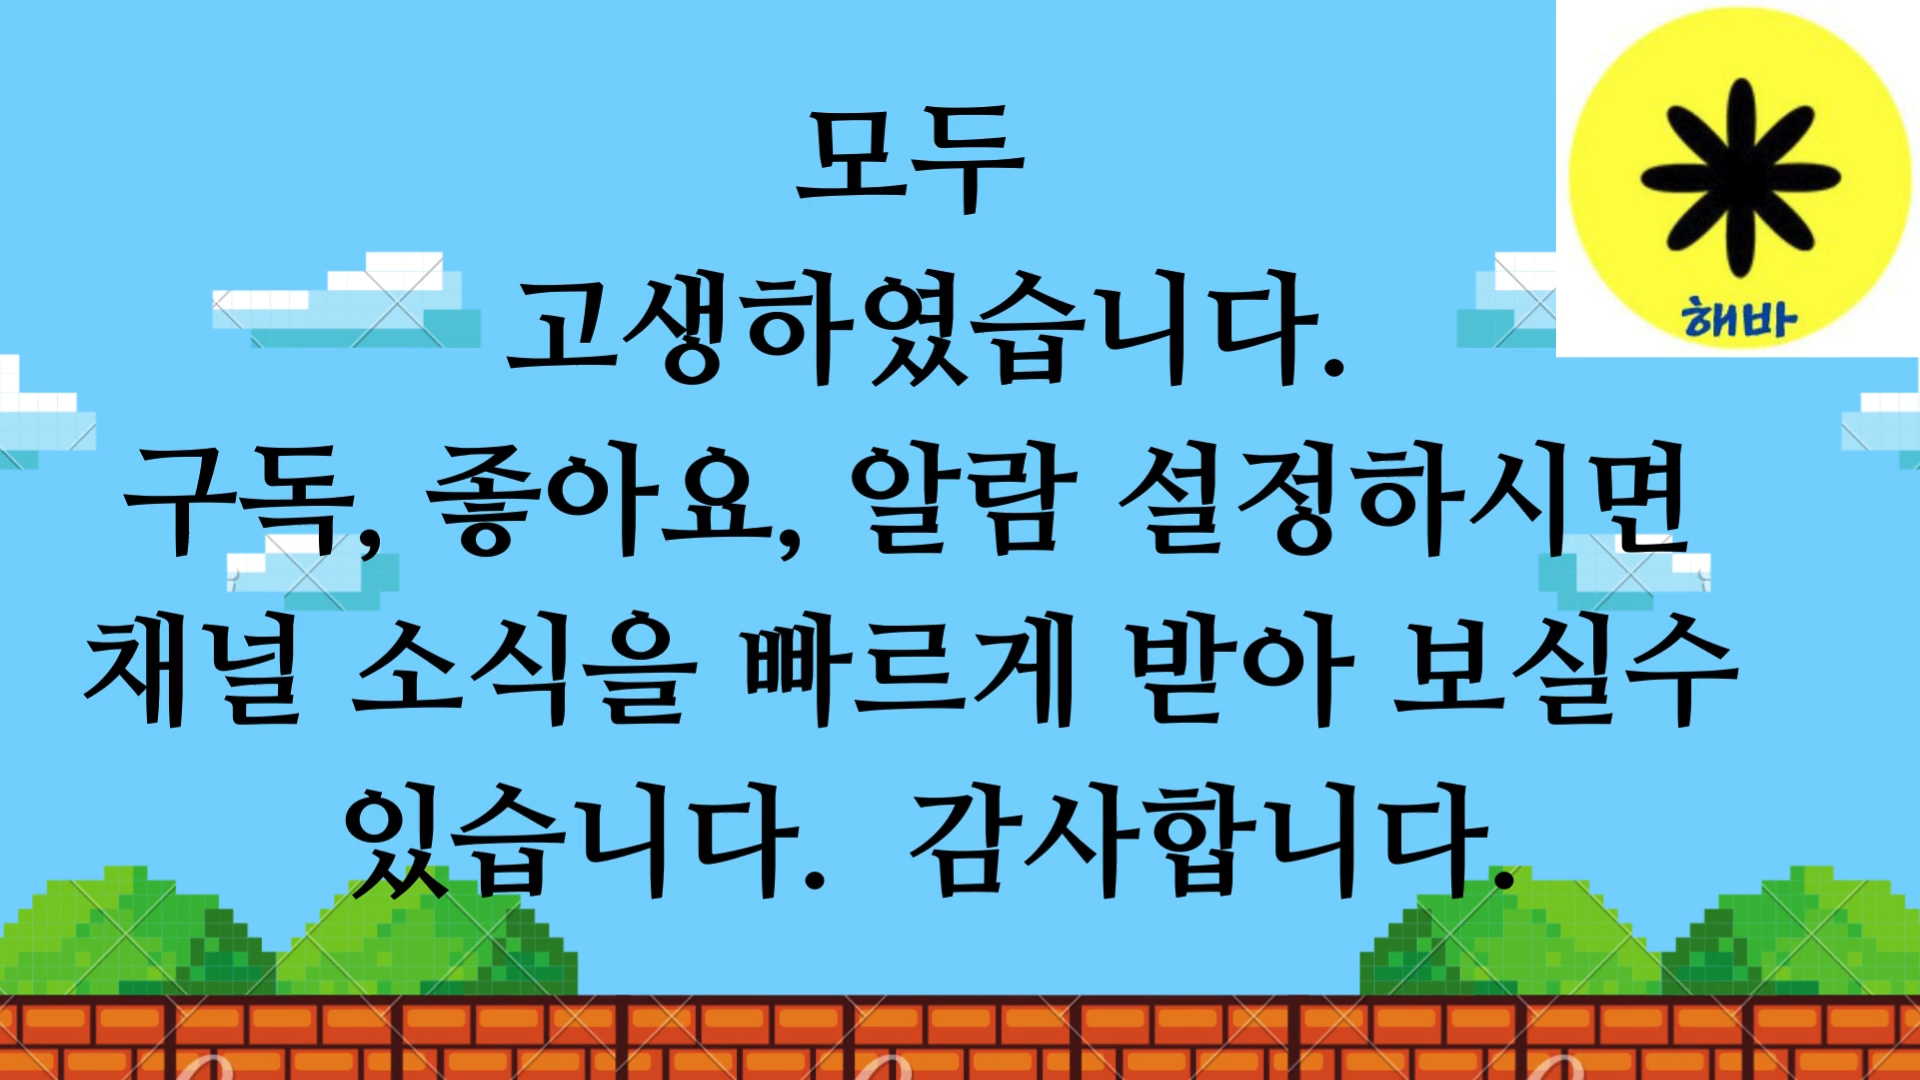 해바
모두
고생하였습니다.
구독, 좋아요, 알람 설정하시면
채널 소식을 빠르게 받아 보실수
있습니다.  감사합니다.